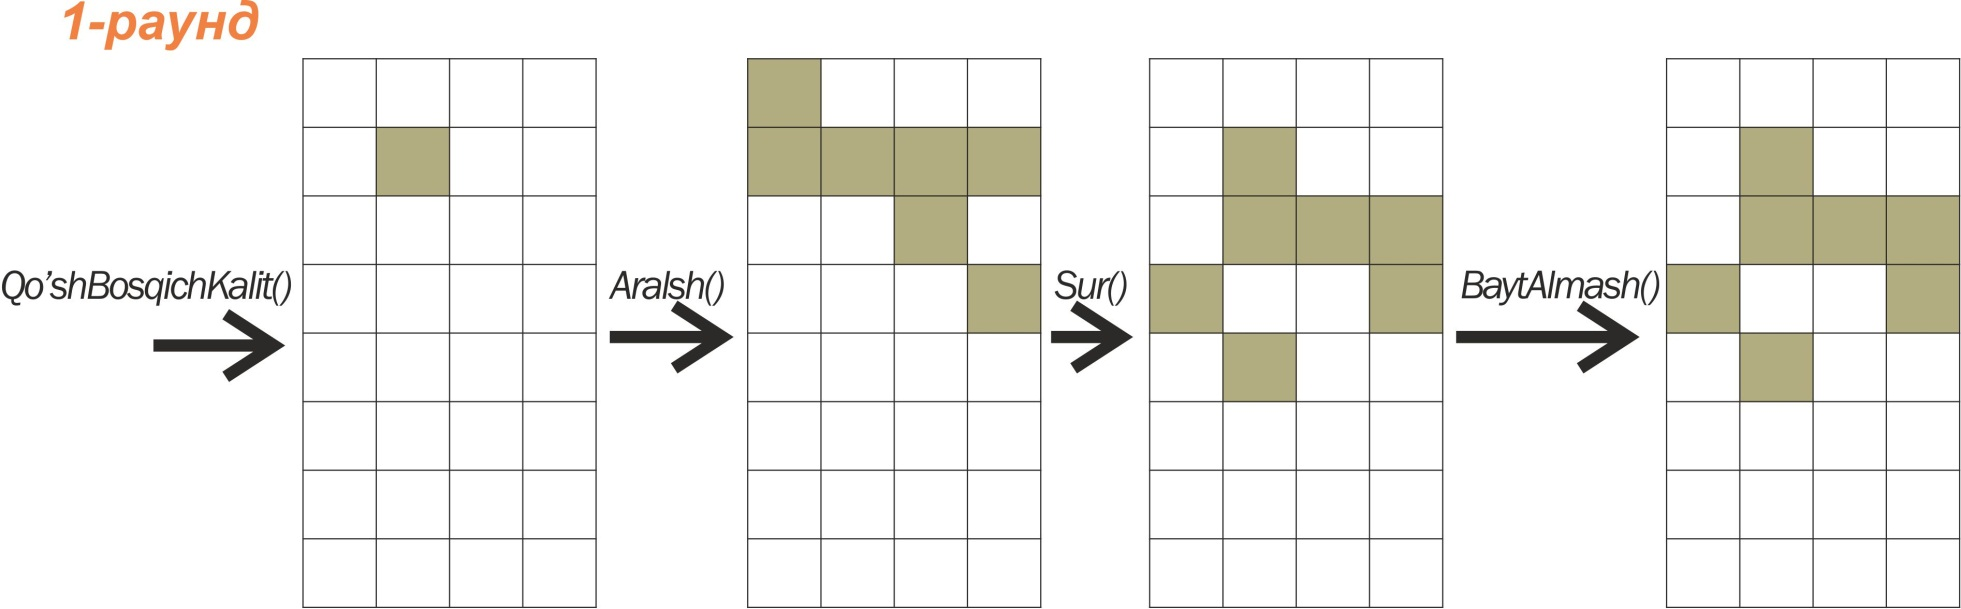 1-раунд
Qo'shBosqichKalit()
Aralsh()
Sur()
BaytAlmash()